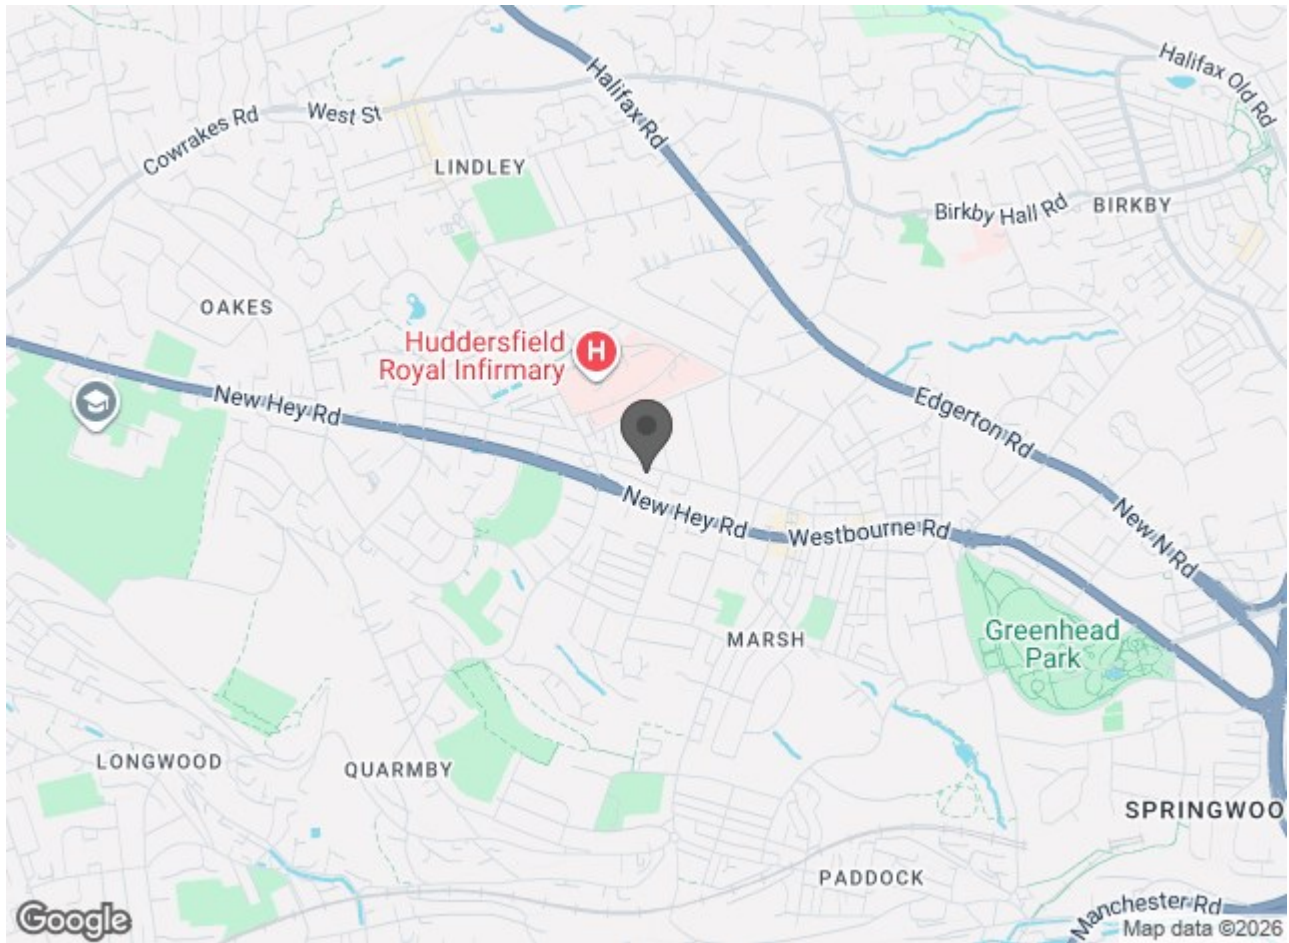 Halifax Old Rd
Halifax Rd
West St
Cowrakes Rd
LINDLEY
Birkby Hall Rd
BIRKBY
OAKES
Huddersfield
Royal Infirmary
H
New Hey Rd
Edgerton Rd
New Hey Rd
Westbourne Rd
New N Rd
MARSH
Greenhead
Park
LONGWOOD
QUARMBY
SPRINGWOO
PADDOCK
Manchester Rd
Google
Map data ©2026